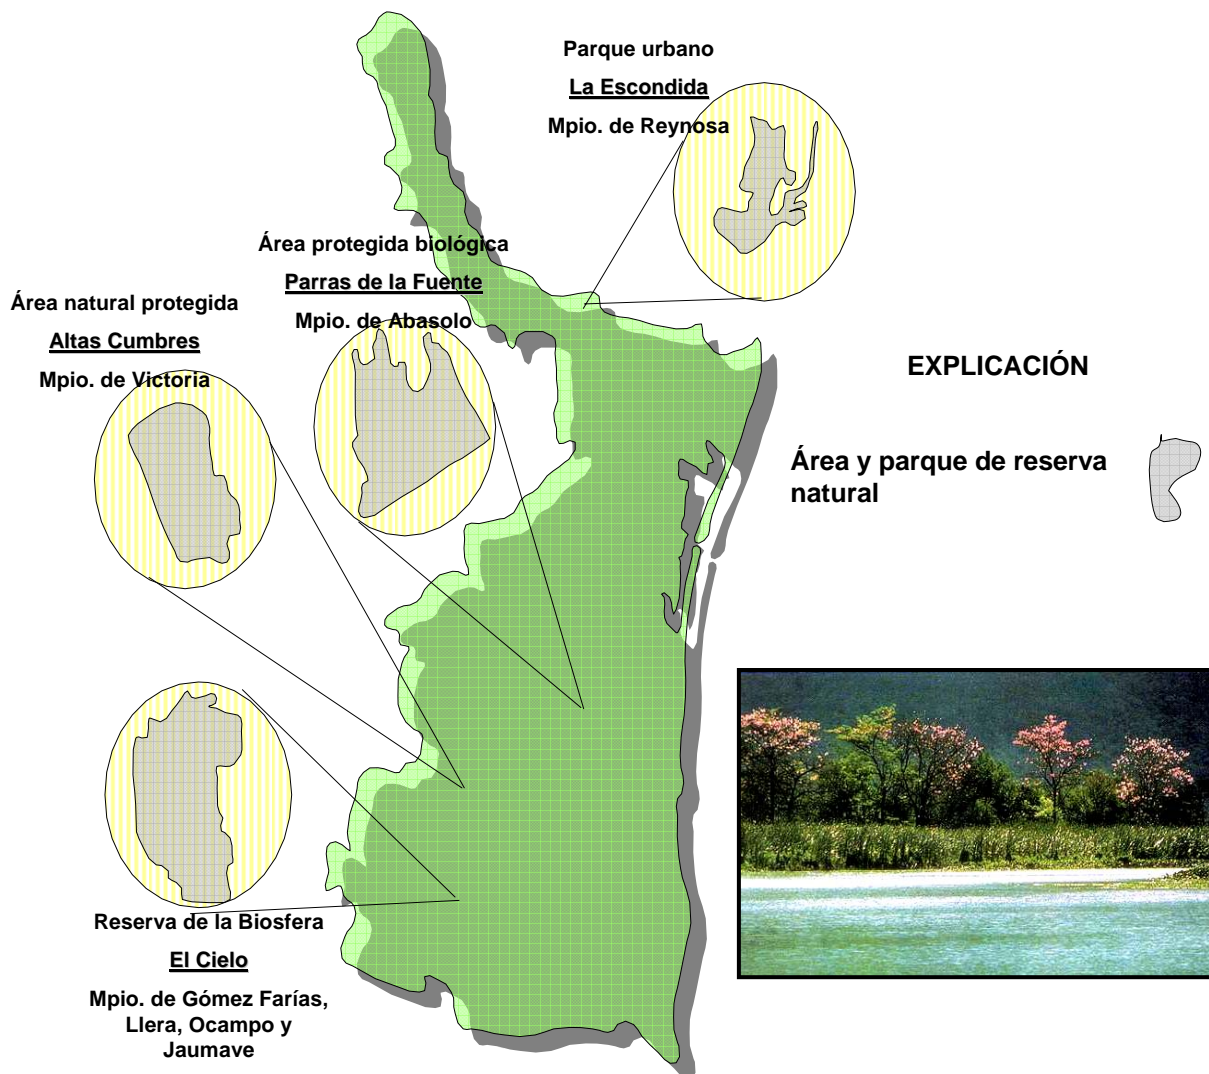 Parque urbano
La Escondida
Mpio. de Reynosa
Área protegida biológica
Parras de la Fuente
Mpio. de Abasolo
Área natural protegida
Altas Cumbres
Mpio. de Victoria
EXPLICACIÓN
Área y parque de reserva
natural
Reserva de la Biosfera
El Cielo
Mpio. de Gómez Farías,
Llera, Ocampo y
Jaumave